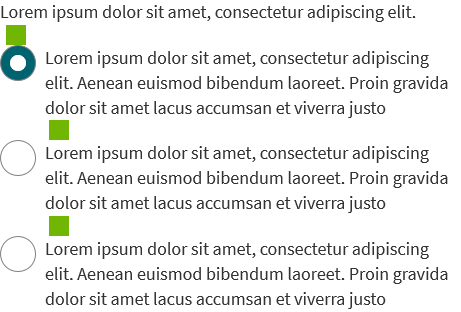 Lorem ipsum dolor sit amet, consectetur adipiscing elit.
Lorem ipsum dolor sit amet, consectetur adipiscing
elit. Aenean euismod bibendum laoreet. Proin gravida
dolor sit amet lacus accumsan et viverra justo
Lorem ipsum dolor sit amet, consectetur adipiscing
elit. Aenean euismod bibendum laoreet. Proin gravida
dolor sit amet lacus accumsan et viverra justo
Lorem ipsum dolor sit amet, consectetur adipiscing
elit. Aenean euismod bibendum laoreet. Proin gravida
dolor sit amet lacus accumsan et viverra justo